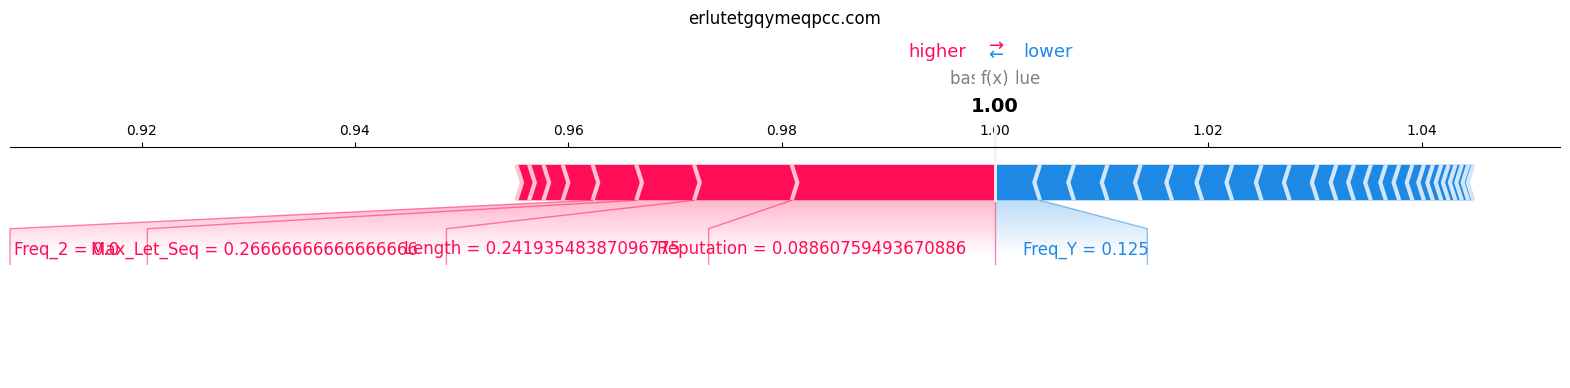 erlutetgqymeqpcc.com
higher → ← lower
f(x)
1.00
0.92 0.94 0.96 0.98 1.00 1.02 1.04
Freq_2 = 0.0 Max_Let_Seq = 0.26666666666666666 Length = 0.24193548387096775 Reputation = 0.08860759493670886 Freq_Y = 0.125